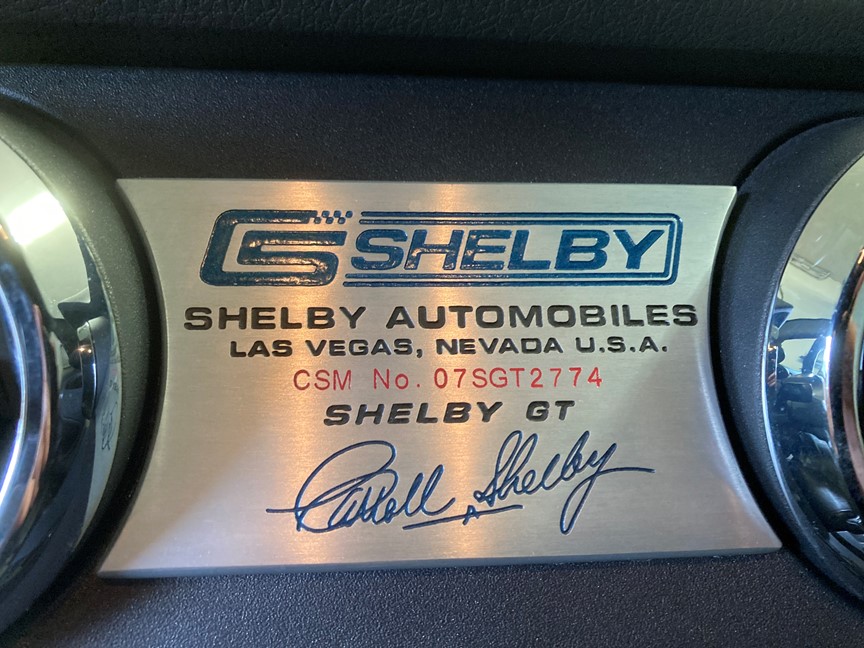 CS SHELBY
SHELBY AUTOMOBILES
LAS VEGAS, NEVADA U.S.A.
CSM No. 07SGT2774
SHELBY GT
Carroll Shelby